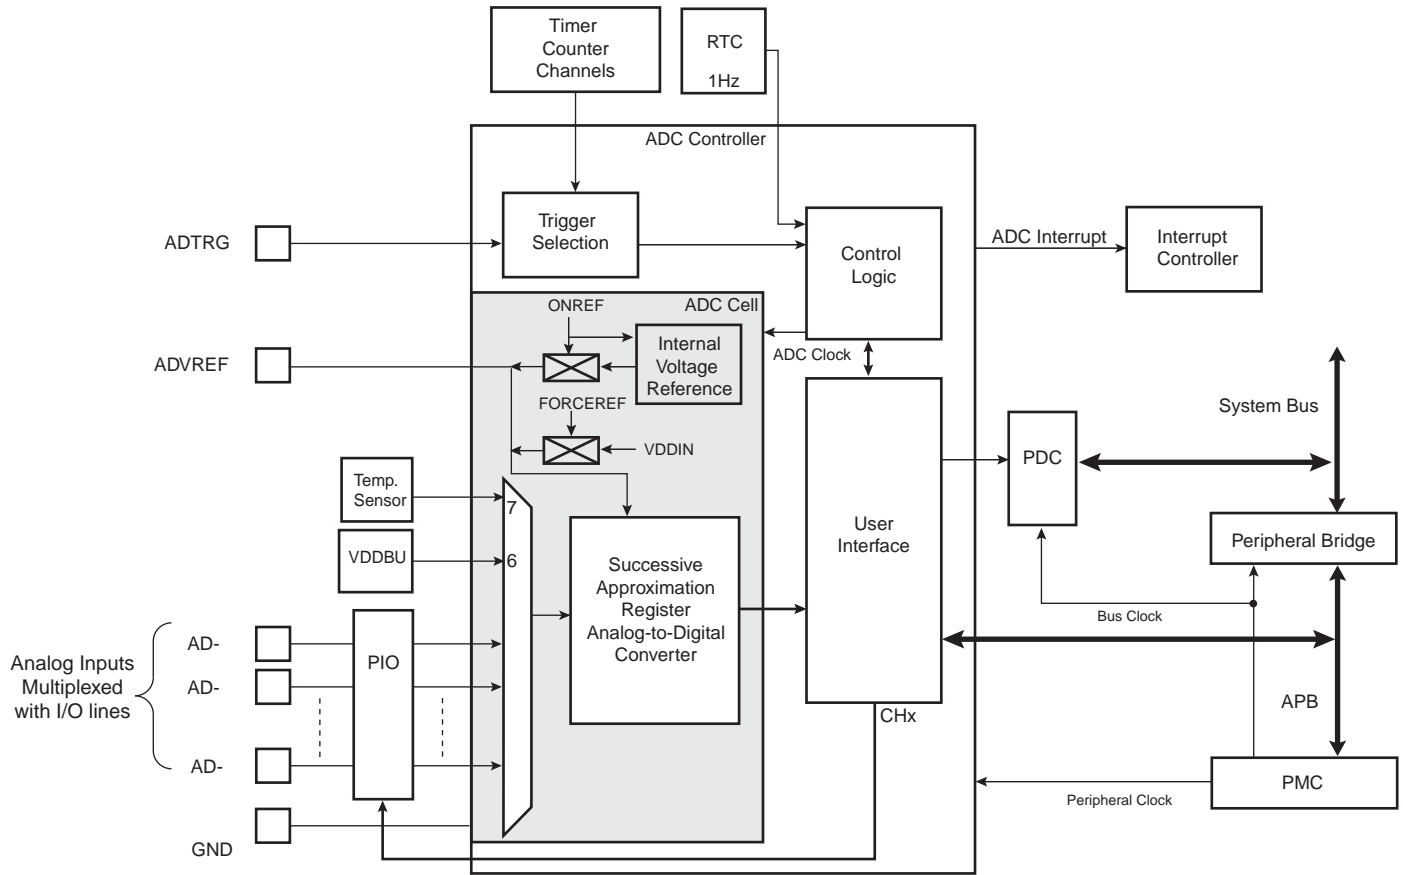 Timer
Counter
Channels
RTC
1Hz
ADC Controller
ADTRG
Trigger
Selection
Control
Logic
ADC Interrupt
Interrupt
Controller
ADC Cell
ONREF
Internal
Voltage
Reference
ADC Clock
ADVREF
FORCEREF
VDDIN
System Bus
PDC
Temp.
Sensor
7
VDDBU
6
User
Interface
Peripheral Bridge
Successive
Approximation
Register
Analog-to-Digital
Converter
Bus Clock
Analog Inputs
Multiplexed
with I/O lines
AD-
AD-
AD-
PIO
CHx
APB
PMC
Peripheral Clock
GND